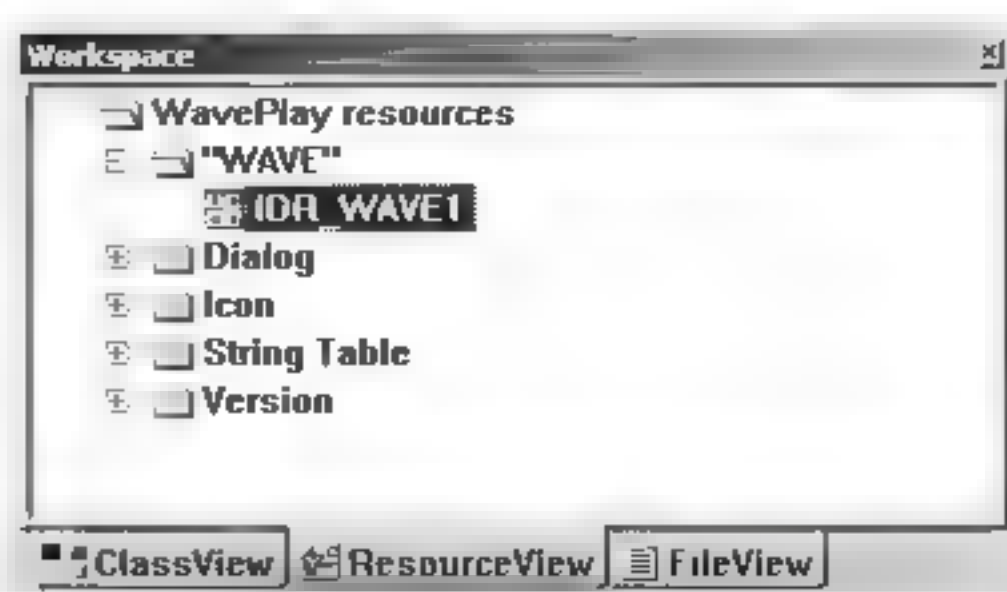 Workspace
WavePlay resources
"WAVE"
IDR_WAVE1
Dialog
Icon
String Table
Version
ClassView ResourceView FileView